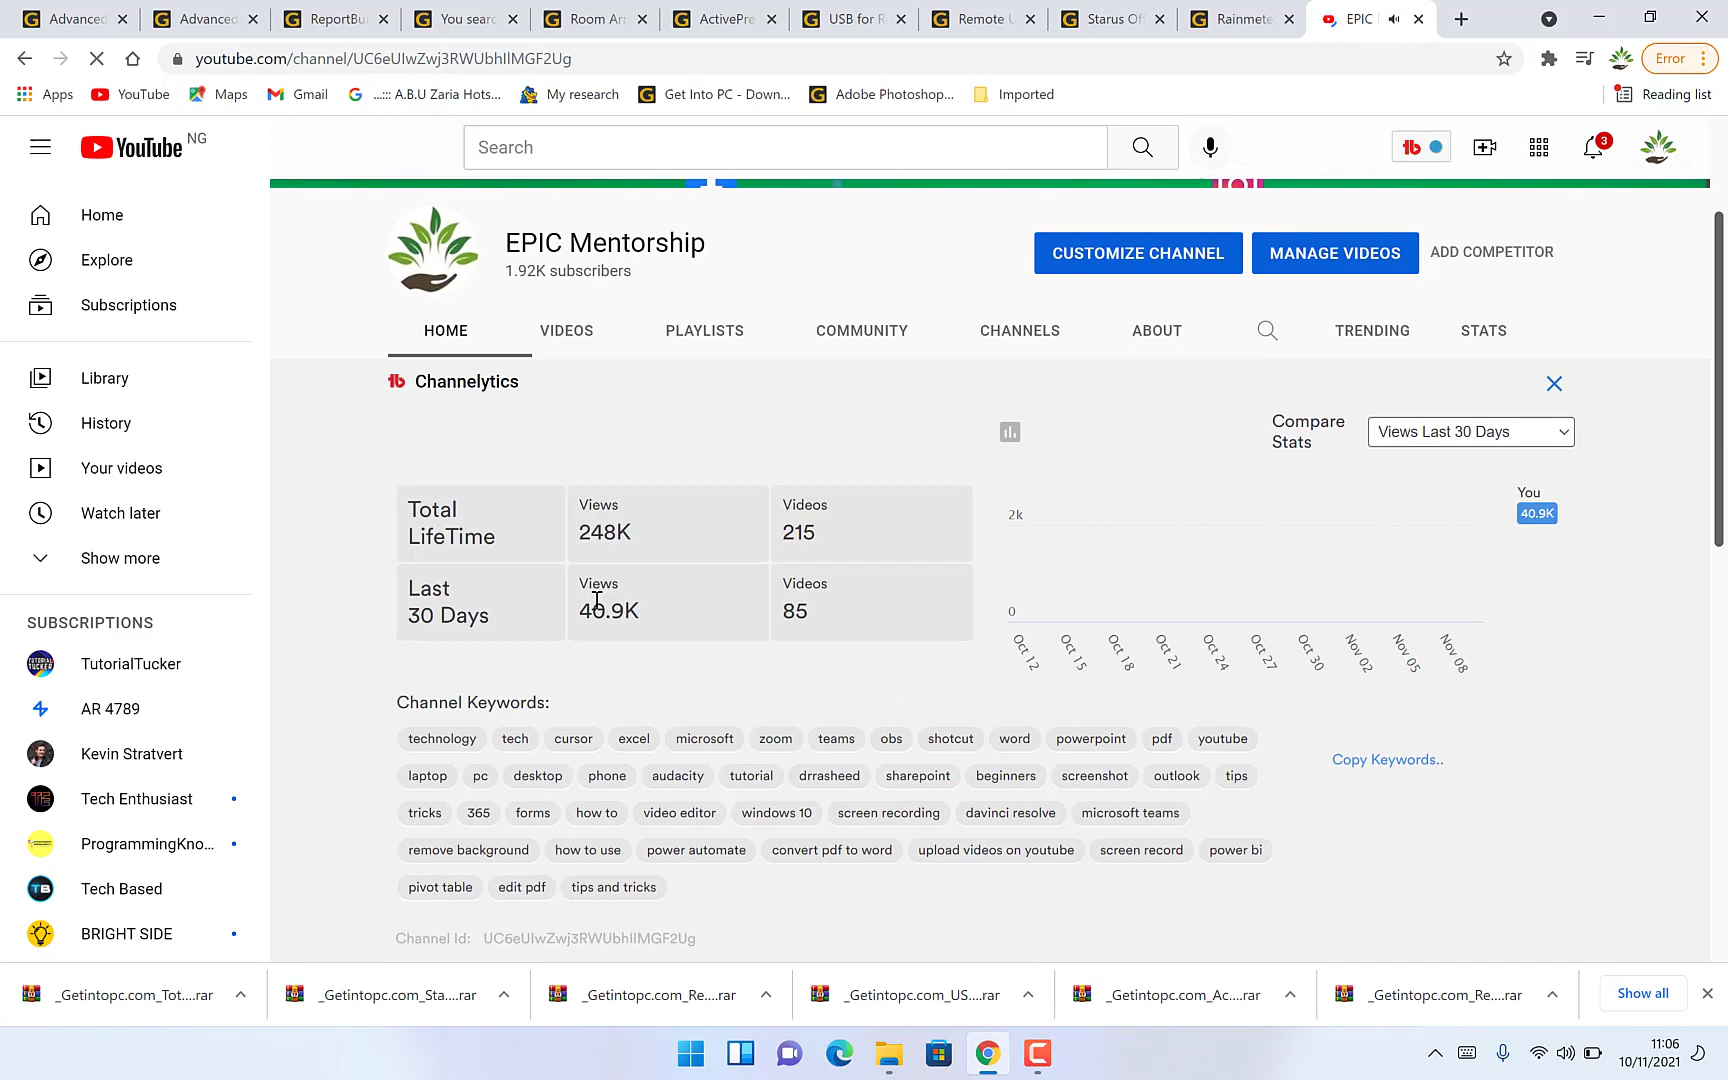 Advanced
Advanced
ReportBui
You sear
Room Arr
ActivePre
USB for R
Remote U
Starus Off
Rainmete
EPIC
youtube.com/channel/UC6eUIwZwj3RWUbhIlMGF2Ug
Error
Apps
YouTube
Maps
Gmail
...::: A.B.U Zaria Hots...
My research
Get Into PC - Down...
Adobe Photoshop...
Imported
Reading list
YouTube NG
Search
3
Home
Explore
Subscriptions
Library
History
Your videos
Watch later
Show more
SUBSCRIPTIONS
TutorialTucker
AR 4789
Kevin Stratvert
Tech Enthusiast
ProgrammingKno...
Tech Based
BRIGHT SIDE
EPIC Mentorship
1.92K subscribers
CUSTOMIZE CHANNEL
MANAGE VIDEOS
ADD COMPETITOR
HOME
VIDEOS
PLAYLISTS
COMMUNITY
CHANNELS
ABOUT
TRENDING
STATS
Channelytics
Compare
Stats
Views Last 30 Days
Total
LifeTime
Views
248K
Videos
215
Last
30 Days
Views
40.9K
Videos
85
2k
0
Oct 12
Oct 15
Oct 18
Oct 21
Oct 24
Oct 27
Oct 30
Nov 02
Nov 05
Nov 08
You
40.9K
Channel Keywords:
technology tech cursor excel microsoft zoom teams obs shotcut word powerpoint pdf youtube
laptop pc desktop phone audacity tutorial drrasheed sharepoint beginners screenshot outlook tips
tricks 365 forms how to video editor windows 10 screen recording davinci resolve microsoft teams
remove background how to use power automate convert pdf to word upload videos on youtube screen record power bi
pivot table edit pdf tips and tricks
Copy Keywords..
Channel Id: UC6eUIwZwj3RWUbhIlMGF2Ug
_Getintopc.com_Tot....rar
_Getintopc.com_Sta....rar
_Getintopc.com_Re....rar
_Getintopc.com_US....rar
_Getintopc.com_Ac....rar
_Getintopc.com_Re....rar
Show all
11:06
10/11/2021